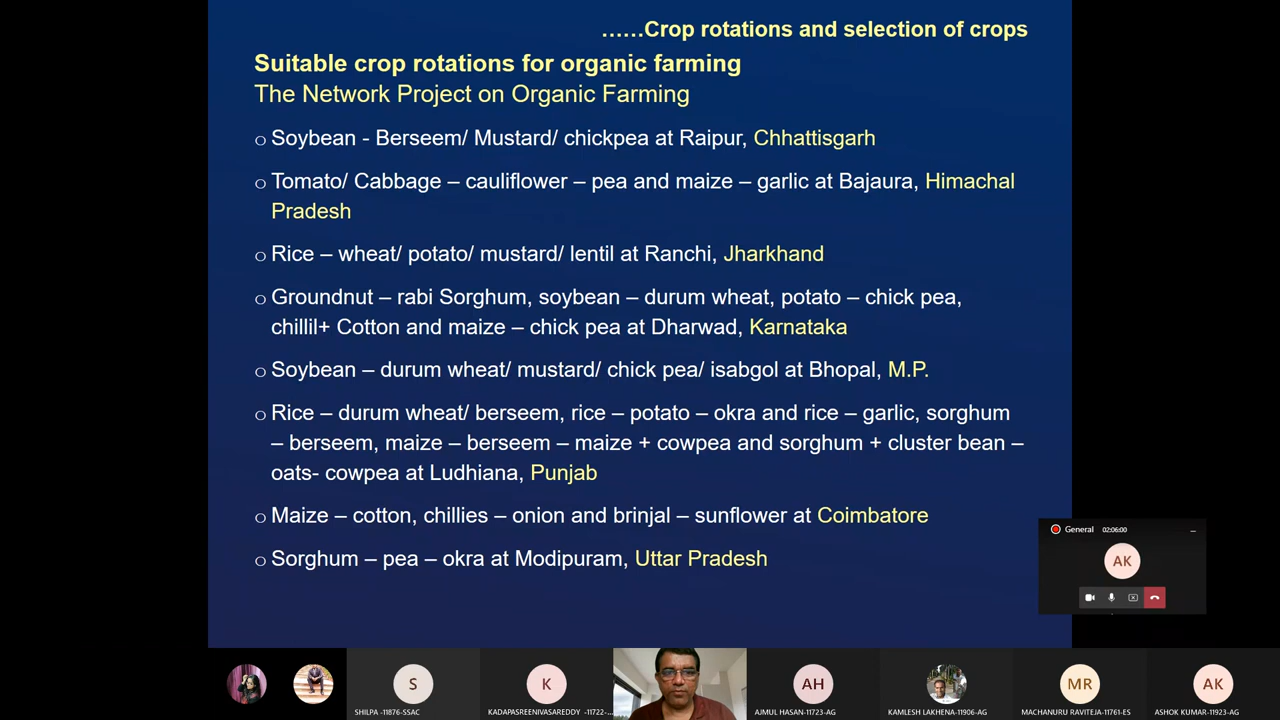 ......Crop rotations and selection of crops
Suitable crop rotations for organic farming
The Network Project on Organic Farming
o Soybean - Berseem/ Mustard/ chickpea at Raipur, Chhattisgarh
o Tomato/ Cabbage – cauliflower – pea and maize – garlic at Bajaura, Himachal
Pradesh
o Rice – wheat/ potato/ mustard/ lentil at Ranchi, Jharkhand
o Groundnut – rabi Sorghum, soybean – durum wheat, potato – chick pea,
chillil+ Cotton and maize – chick pea at Dharwad, Karnataka
o Soybean – durum wheat/ mustard/ chick pea/ isabgol at Bhopal, M.P.
o Rice – durum wheat/ berseem, rice – potato – okra and rice – garlic, sorghum
– berseem, maize – berseem – maize + cowpea and sorghum + cluster bean –
oats- cowpea at Ludhiana, Punjab
o Maize – cotton, chillies – onion and brinjal – sunflower at Coimbatore
o Sorghum – pea – okra at Modipuram, Uttar Pradesh
General 02:06:00
AK
S
K
AH
MR
AK
SHILPA -11876-SSAC
KADAPASREENIVASAREDDY -11722-...
AJMUL HASAN-11723-AG
KAMLESH LAKHENA-11906-AG
MACHANURU RAVITEJA-11761-ES
ASHOK KUMAR-11923-AG